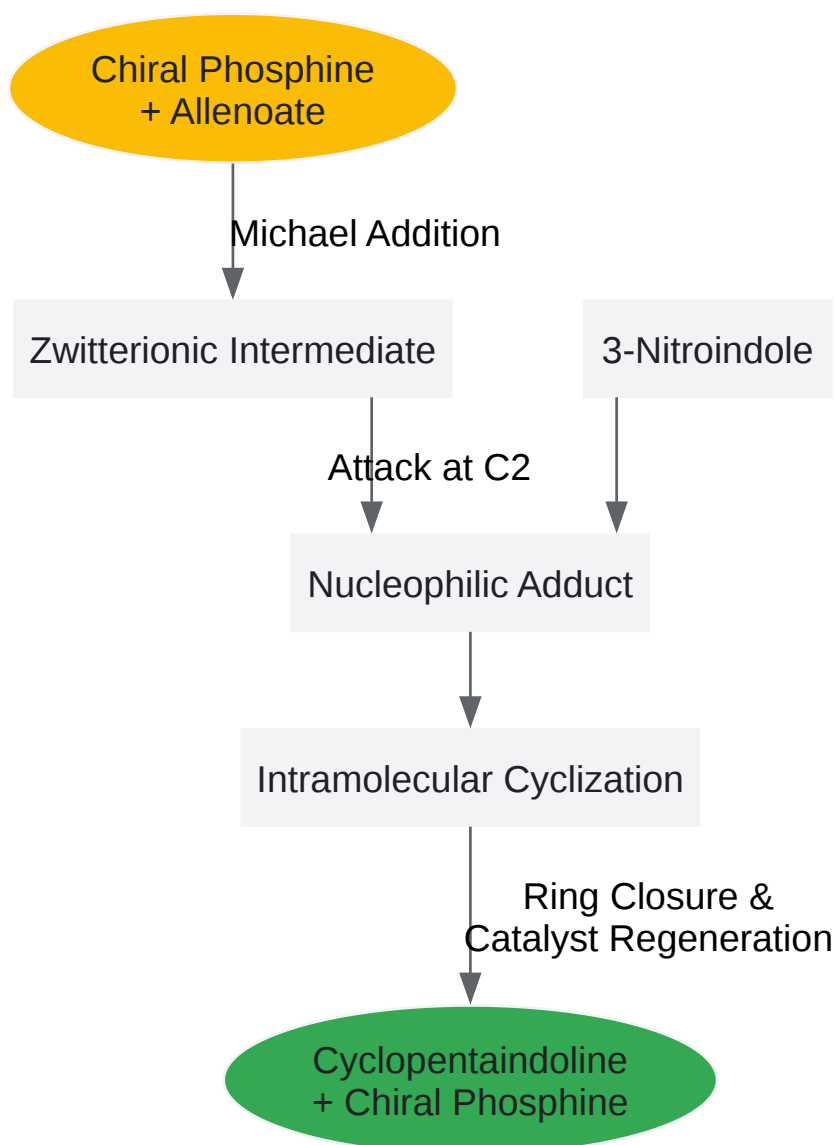 Chiral Phosphine
+ Allenoate
Michael Addition
Zwitterionic Intermediate
3-Nitroindole
Attack at C2
Nucleophilic Adduct
Intramolecular Cyclization
Ring Closure &
Catalyst Regeneration
Cyclopentaindoline
+ Chiral Phosphine